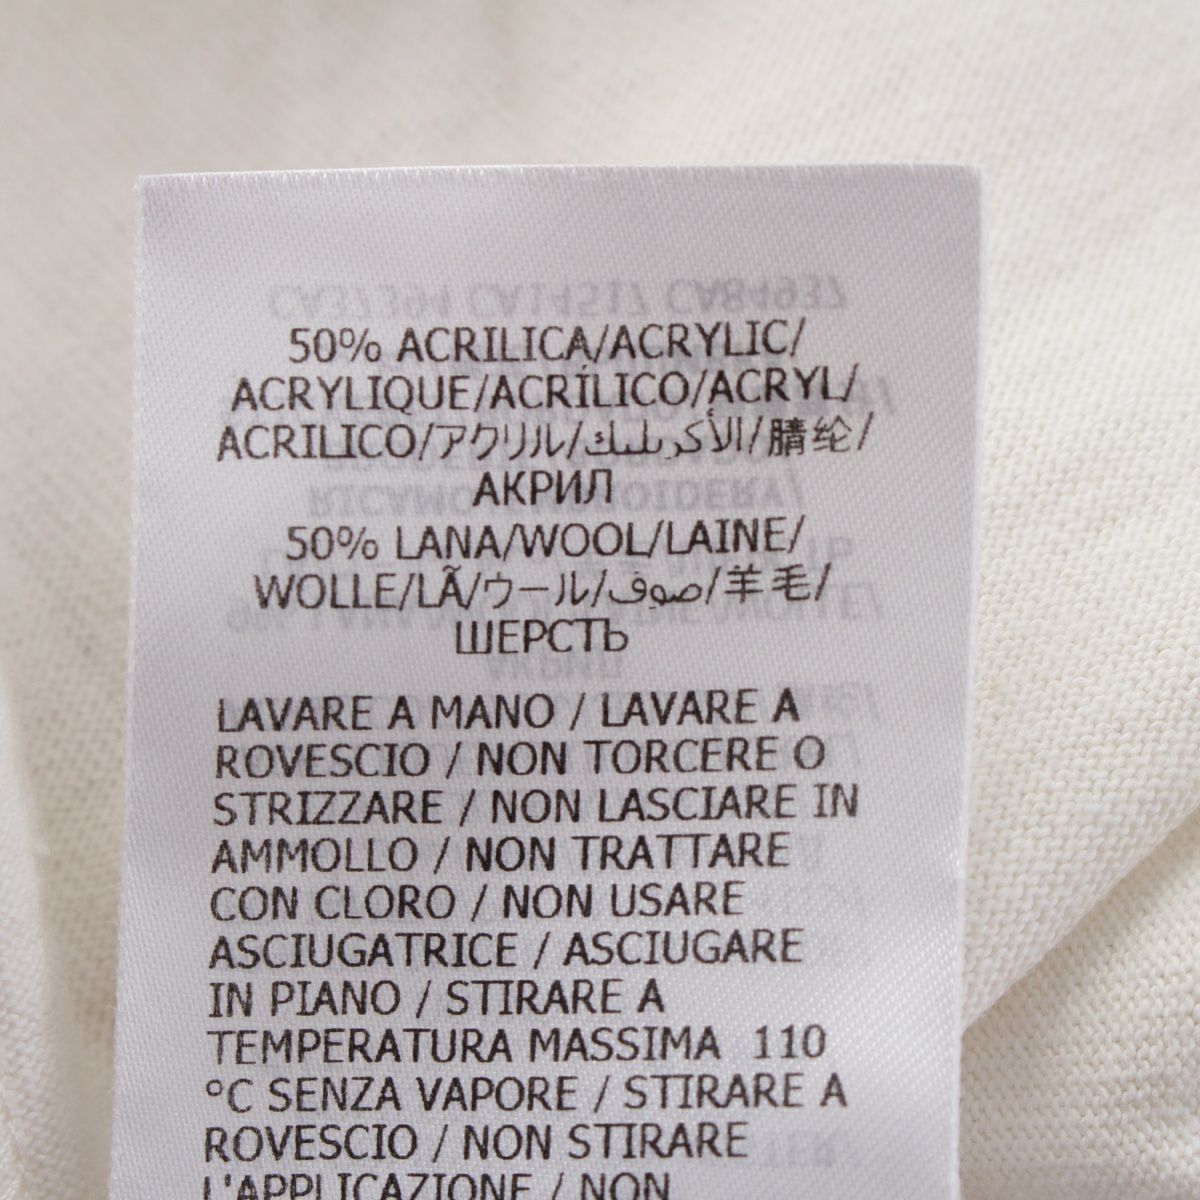 50% ACRILICA/ACRYLIC/
ACRYLIQUE/ACRÍLICO/ACRYL/
ACRILICO/アクリル/الأكريليك/腈纶/
АКРИЛ
50% LANA/WOOL/LAINE/
WOLLE/LÃ/ウール/صوف/羊毛/
ШЕРСТЬ
LAVARE A MANO / LAVARE A
ROVESCIO / NON TORCERE O
STRIZZARE / NON LASCIARE IN
AMMOLLO / NON TRATTARE
CON CLORO / NON USARE
ASCIUGATRICE / ASCIUGARE
IN PIANO / STIRARE A
TEMPERATURA MASSIMA 110
°C SENZA VAPORE / STIRARE A
ROVESCIO / NON STIRARE
L'APPLICAZIONE / NON